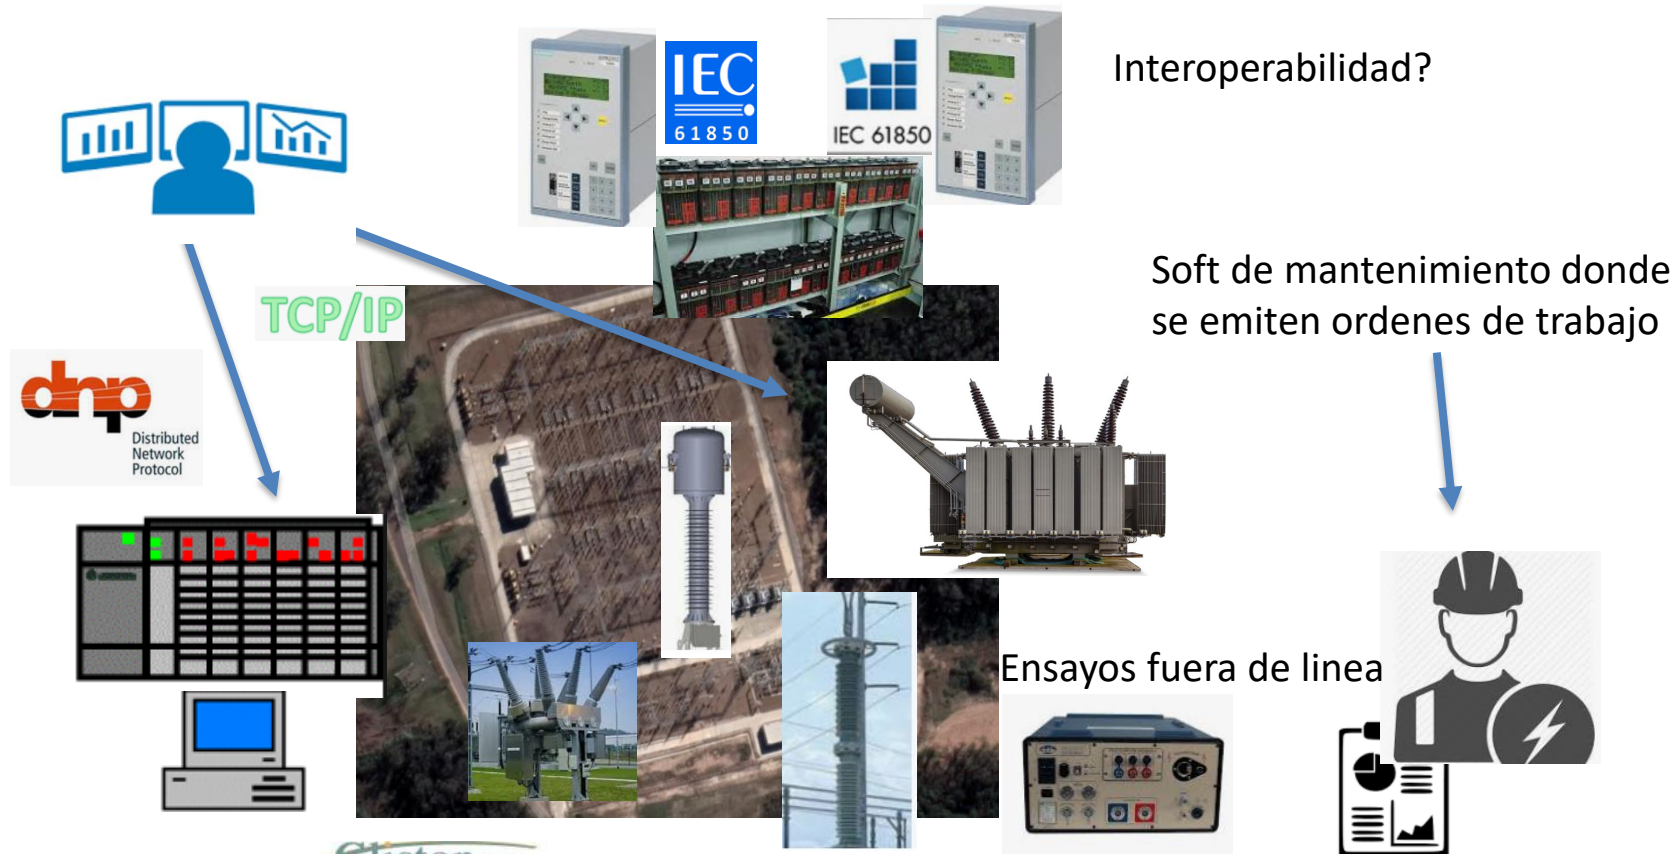 Interoperabilidad?
IEC
61850
IEC 61850
Soft de mantenimiento donde
se emiten ordenes de trabajo
TCP/IP
dnp
Distributed
Network
Protocol
Ensayos fuera de linea